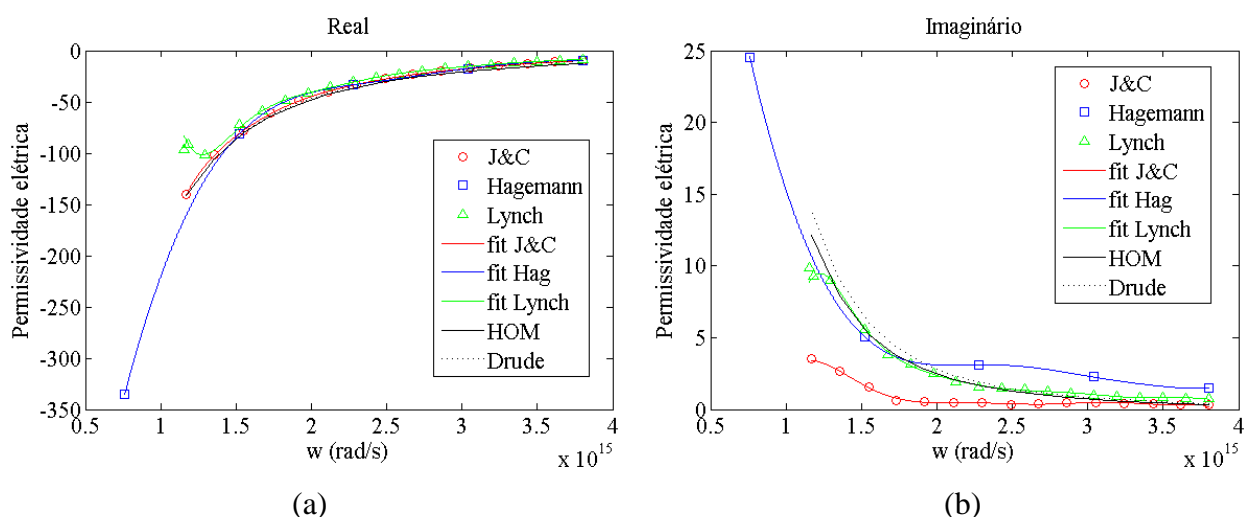 Real
Permissividade elétrica
0
-50
-100
-150
-200
-250
-300
-350
0.5
1
1.5
2
2.5
3
3.5
4
w (rad/s)
x 10^15
J&C
Hagemann
Lynch
fit J&C
fit Hag
fit Lynch
HOM
Drude
(a)
Imaginário
Permissividade elétrica
25
20
15
10
5
0
0.5
1
1.5
2
2.5
3
3.5
4
w (rad/s)
x 10^15
J&C
Hagemann
Lynch
fit J&C
fit Hag
fit Lynch
HOM
Drude
(b)